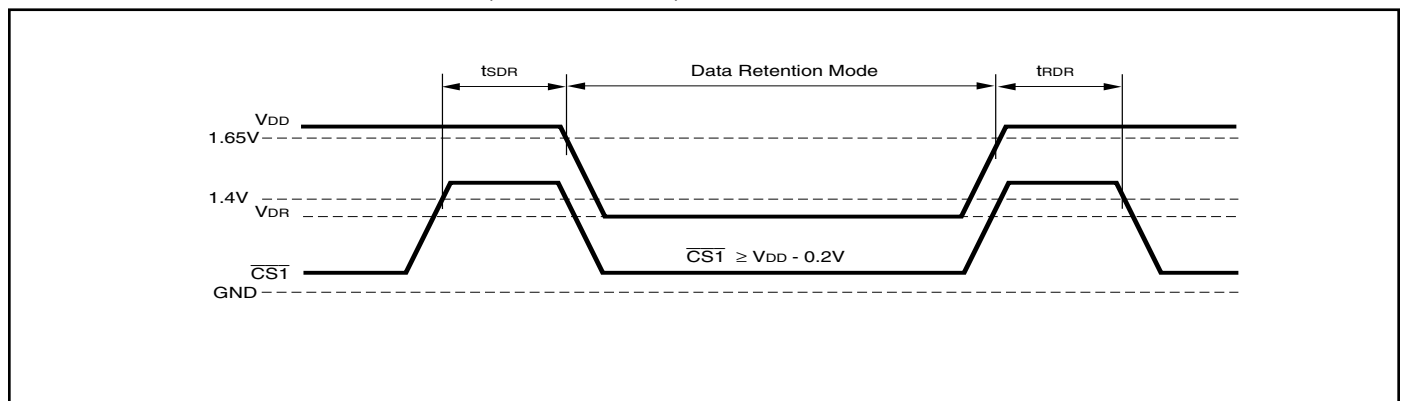 tSDR Data Retention Mode tRDR
VDD
1.65V
1.4V
VDR
CS1 ≥ VDD - 0.2V
CS1
GND